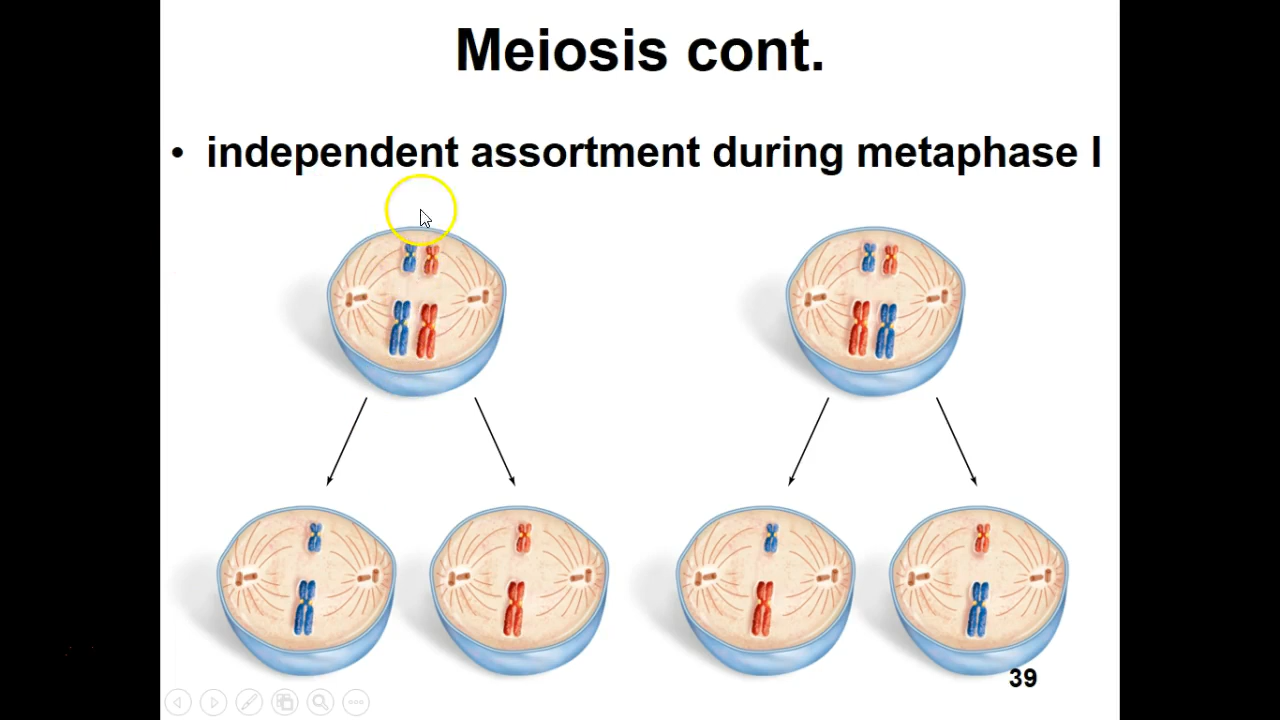 Meiosis cont.
• independent assortment during metaphase I
39